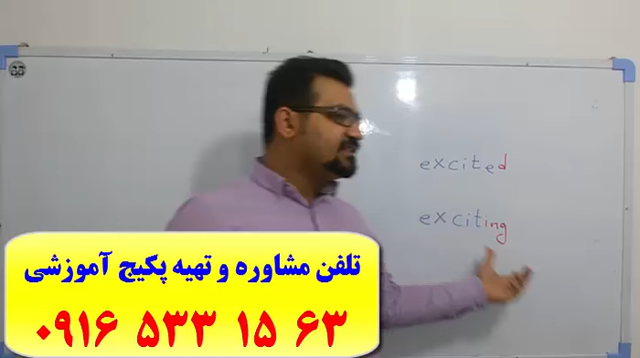 excited
exciting
تلفن مشاوره و تهیه پکیج آموزشی
۰۹۱۶ ۵۳۳ ۱۵ ۶۳